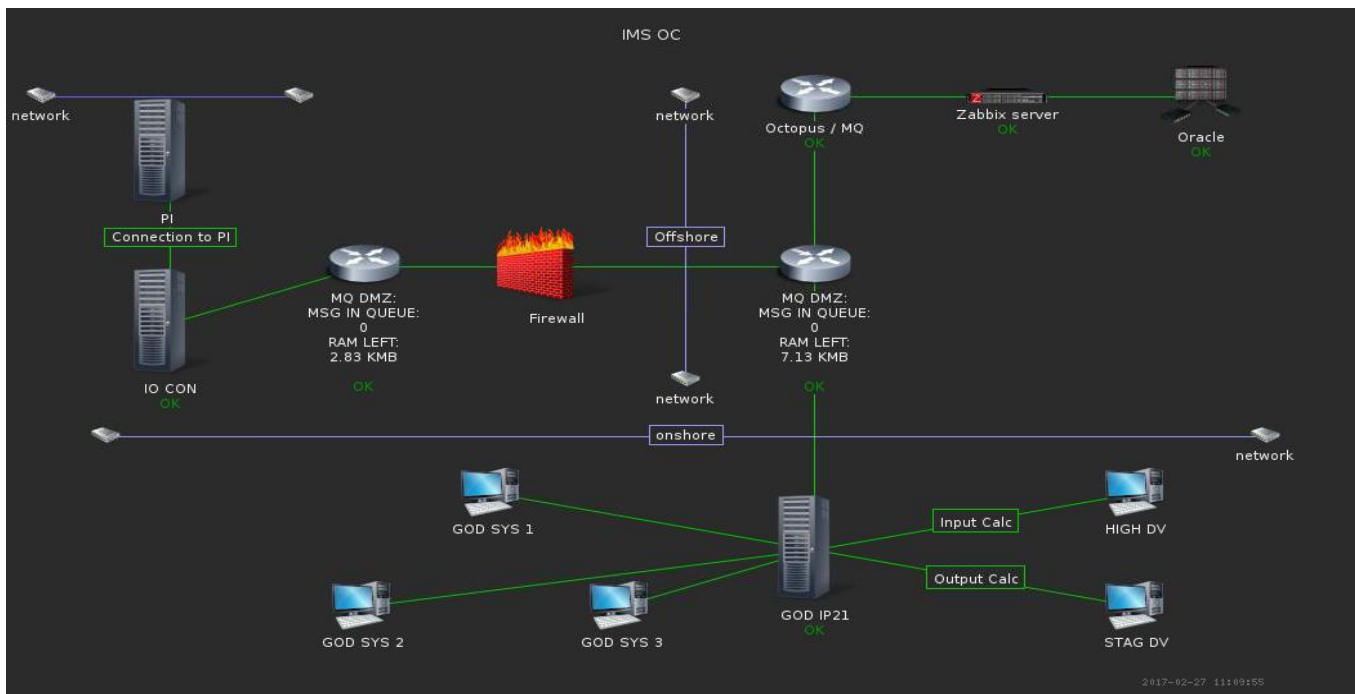 IMS OC
network
network
Octopus / MQ
OK
Z
Zabbix server
OK
Oracle
OK
PI
Connection to PI
Offshore
MQ DMZ:
MSG IN QUEUE:
0
RAM LEFT:
2.83 KMB
OK
Firewall
MQ DMZ:
MSG IN QUEUE:
0
RAM LEFT:
7.13 KMB
OK
IO CON
OK
network
onshore
network
GOD SYS 1
Input Calc
HIGH DV
Output Calc
GOD SYS 2
GOD SYS 3
GOD IP21
OK
STAG DV
2017-02-27 11:09:55